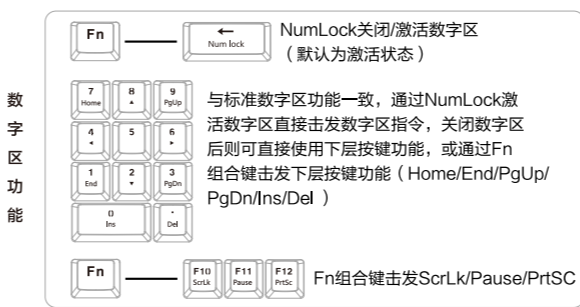 数字区功能
Fn
←
Num lock
NumLock关闭/激活数字区
（默认为激活状态）
7 8 9
Home ▲ PgUp
4 5 6
◄ ►
1 2 3
End ▼ PgDn
0 .
Ins Del
与标准数字区功能一致，通过NumLock激
活数字区直接击发数字区指令，关闭数字区
后则可直接使用下层按键功能，或通过Fn
组合键击发下层按键功能（Home/End/PgUp/
PgDn/Ins/Del ）
Fn
F10 F11 F12
ScrLk Pause PrtSc
Fn组合键击发ScrLk/Pause/PrtSC